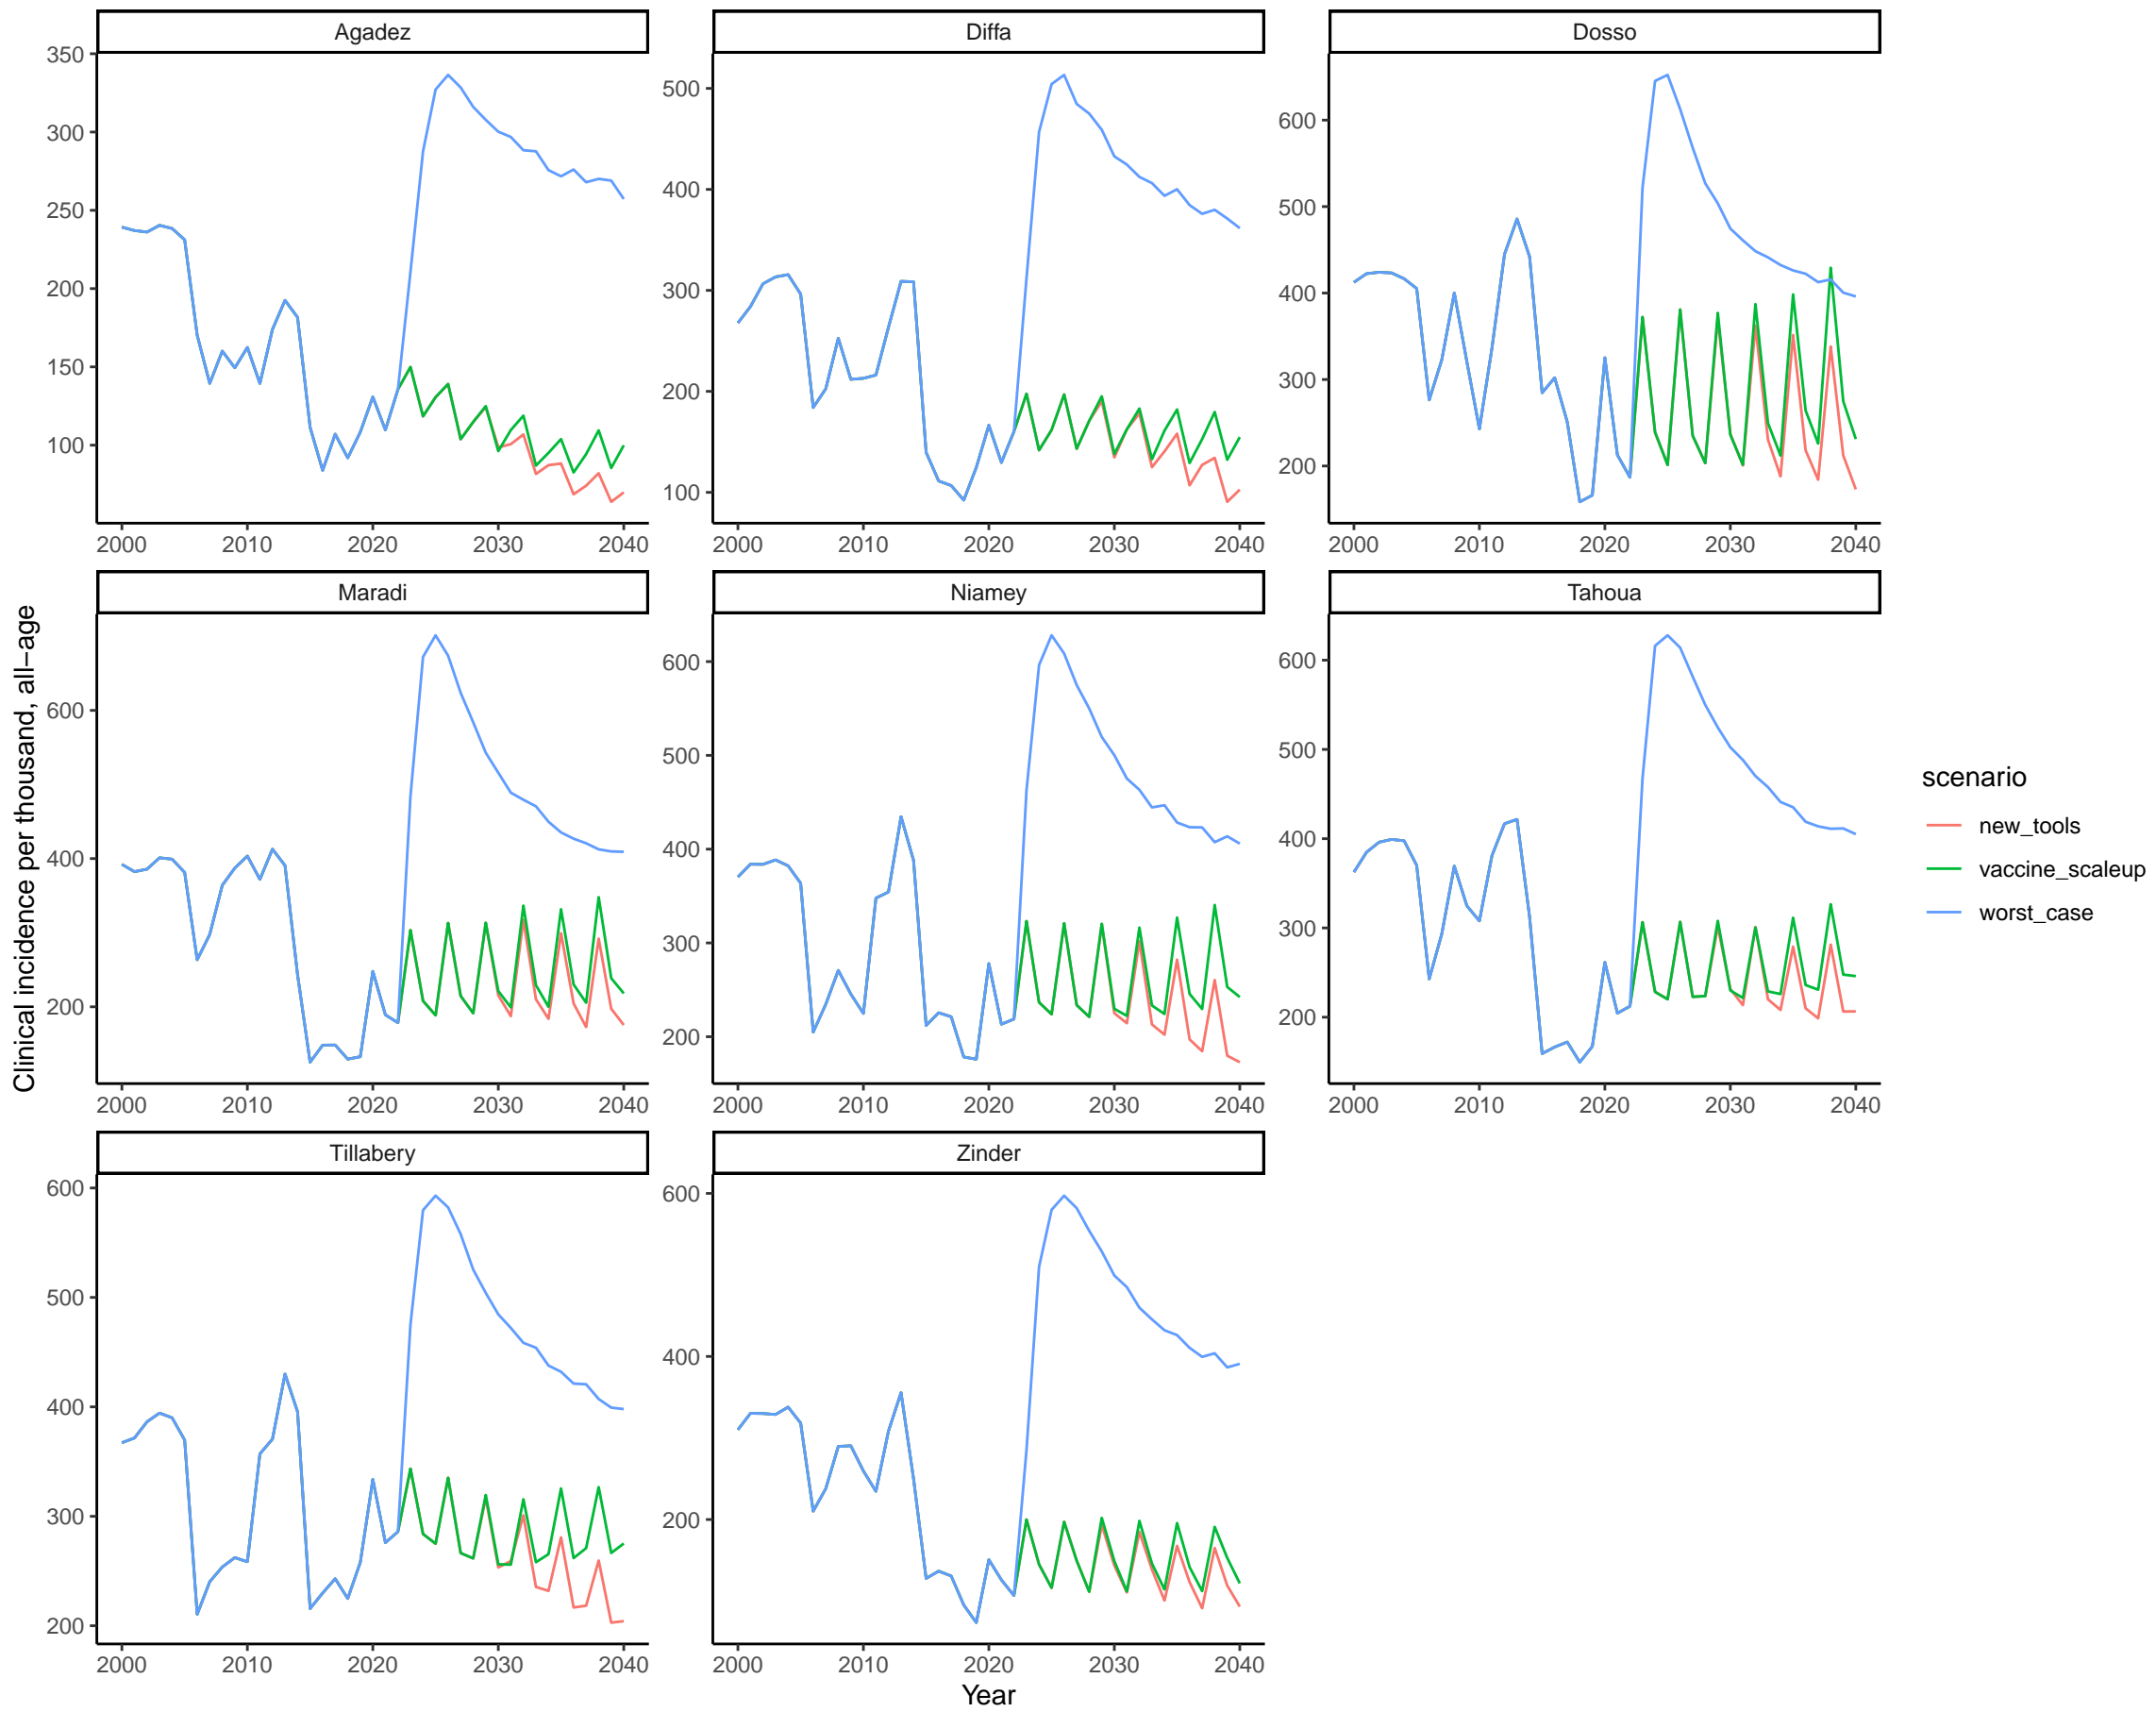 Agadez
Diffa
Dosso
350
300
250
200
150
100
500
400
300
200
100
600
500
400
300
200
2000 2010 2020 2030 2040
2000 2010 2020 2030 2040
2000 2010 2020 2030 2040
Maradi
Niamey
Tahoua
600
400
200
600
500
400
300
200
600
500
400
300
200
2000 2010 2020 2030 2040
2000 2010 2020 2030 2040
2000 2010 2020 2030 2040
Tillabery
Zinder
600
500
400
300
200
600
400
200
2000 2010 2020 2030 2040
2000 2010 2020 2030 2040
Year
Clinical incidence per thousand, all−age
scenario
new_tools
vaccine_scaleup
worst_case